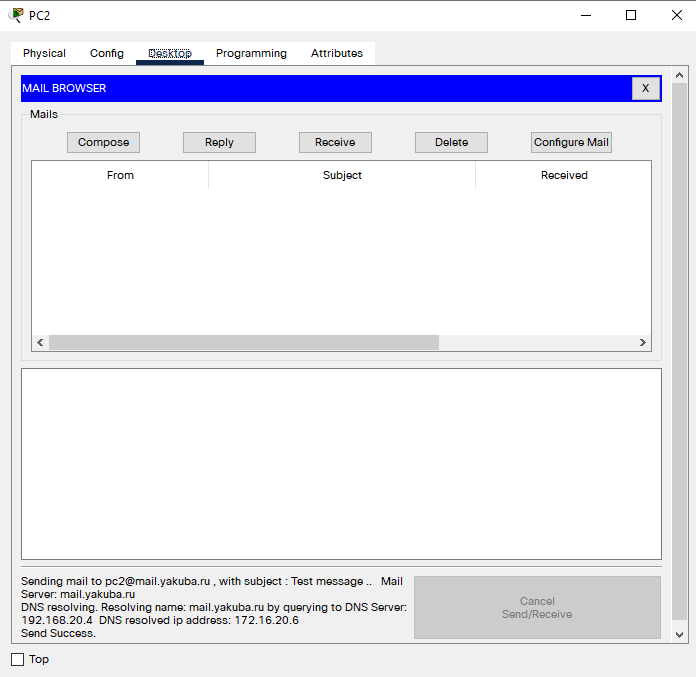 PC2
Physical Config Desktop Programming Attributes
MAIL BROWSER X
Mails
Compose Reply Receive Delete Configure Mail
From Subject Received
Sending mail to pc2@mail.yakuba.ru , with subject : Test message .. Mail
Server: mail.yakuba.ru
DNS resolving. Resolving name: mail.yakuba.ru by querying to DNS Server:
192.168.20.4 DNS resolved ip address: 172.16.20.6
Send Success.
Cancel
Send/Receive
Top